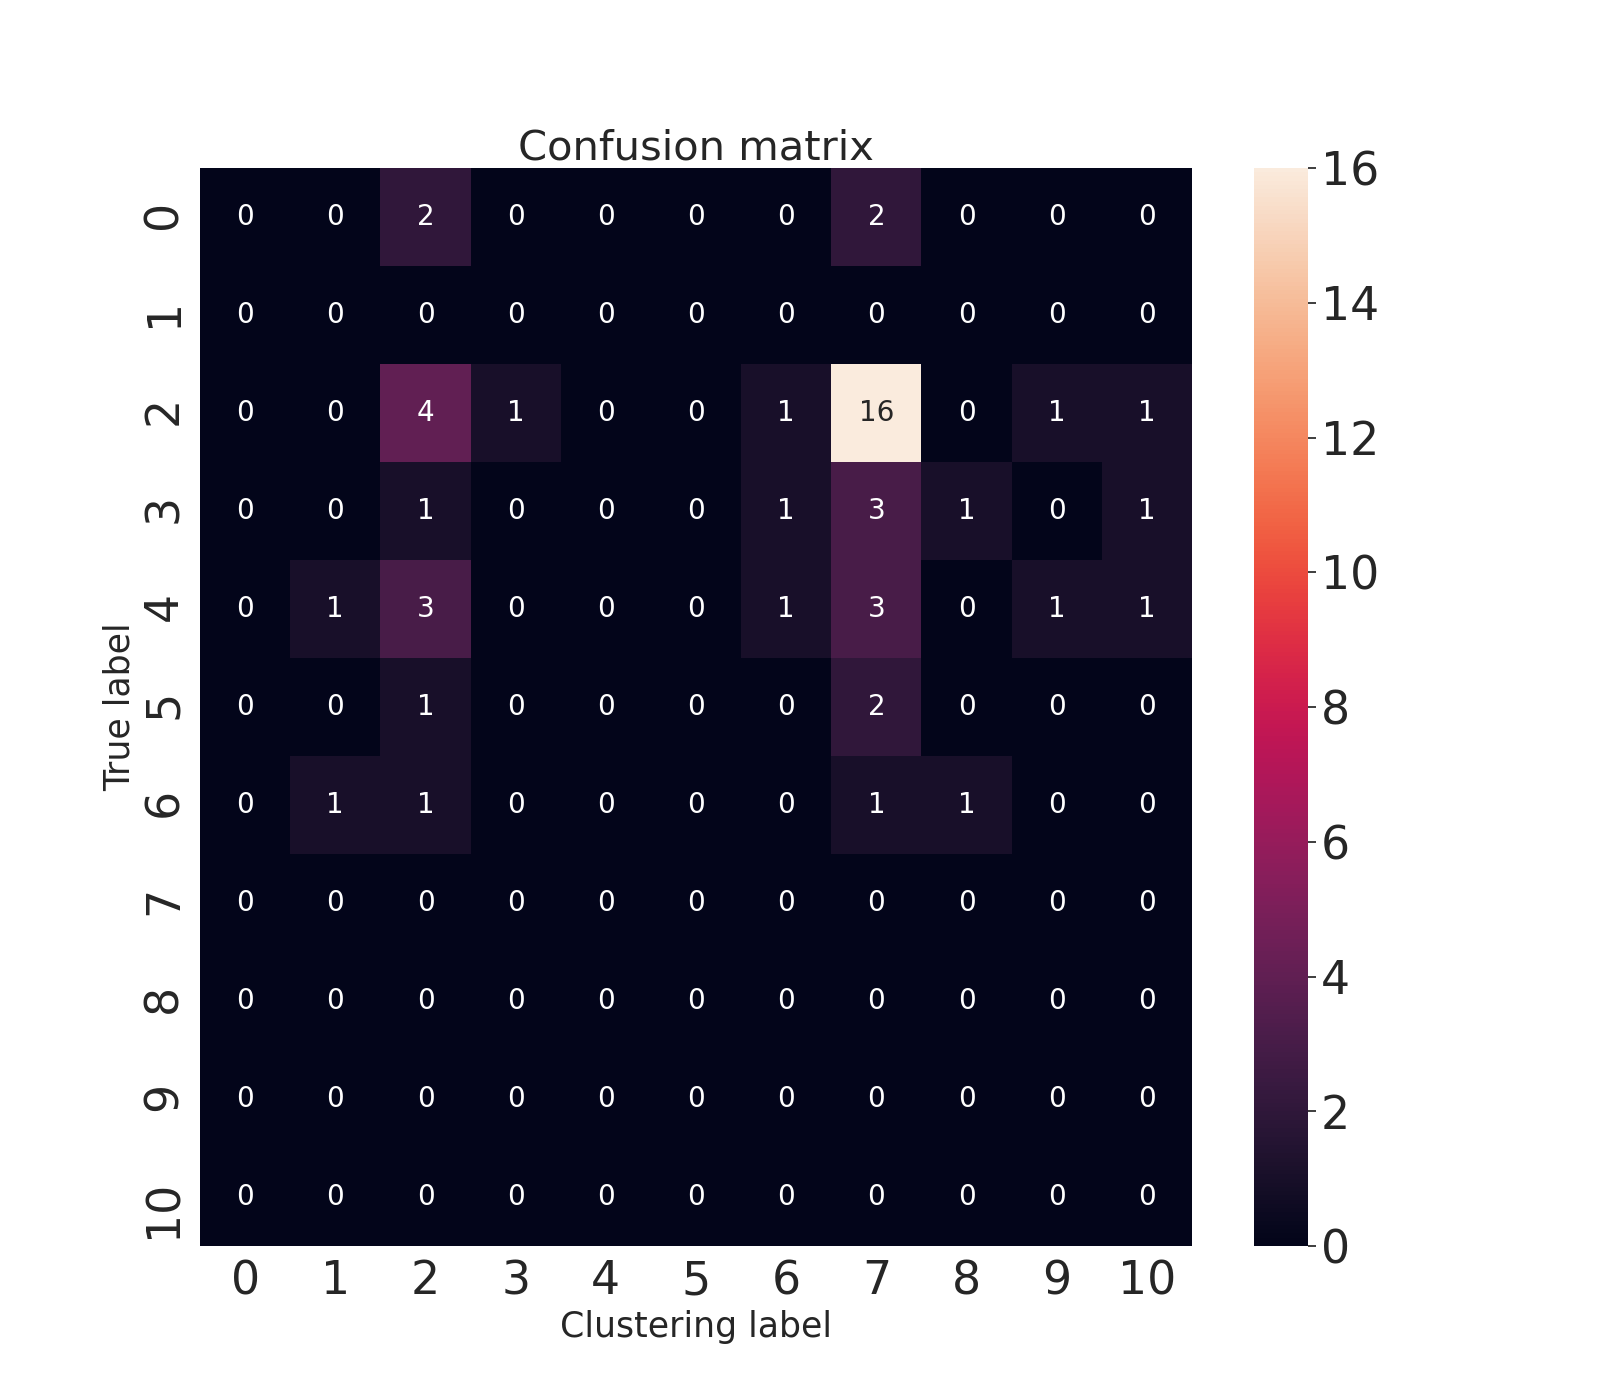 Confusion matrix
0 0 0 2 0 0 0 0 2 0 0 0
1 0 0 0 0 0 0 0 0 0 0 0
2 0 0 4 1 0 0 1 16 0 1 1
3 0 0 1 0 0 0 1 3 1 0 1
4 0 1 3 0 0 0 1 3 0 1 1
5 0 0 1 0 0 0 0 2 0 0 0
6 0 1 1 0 0 0 0 1 1 0 0
7 0 0 0 0 0 0 0 0 0 0 0
8 0 0 0 0 0 0 0 0 0 0 0
9 0 0 0 0 0 0 0 0 0 0 0
10 0 0 0 0 0 0 0 0 0 0 0
0 1 2 3 4 5 6 7 8 9 10
Clustering label
True label
16
14
12
10
8
6
4
2
0